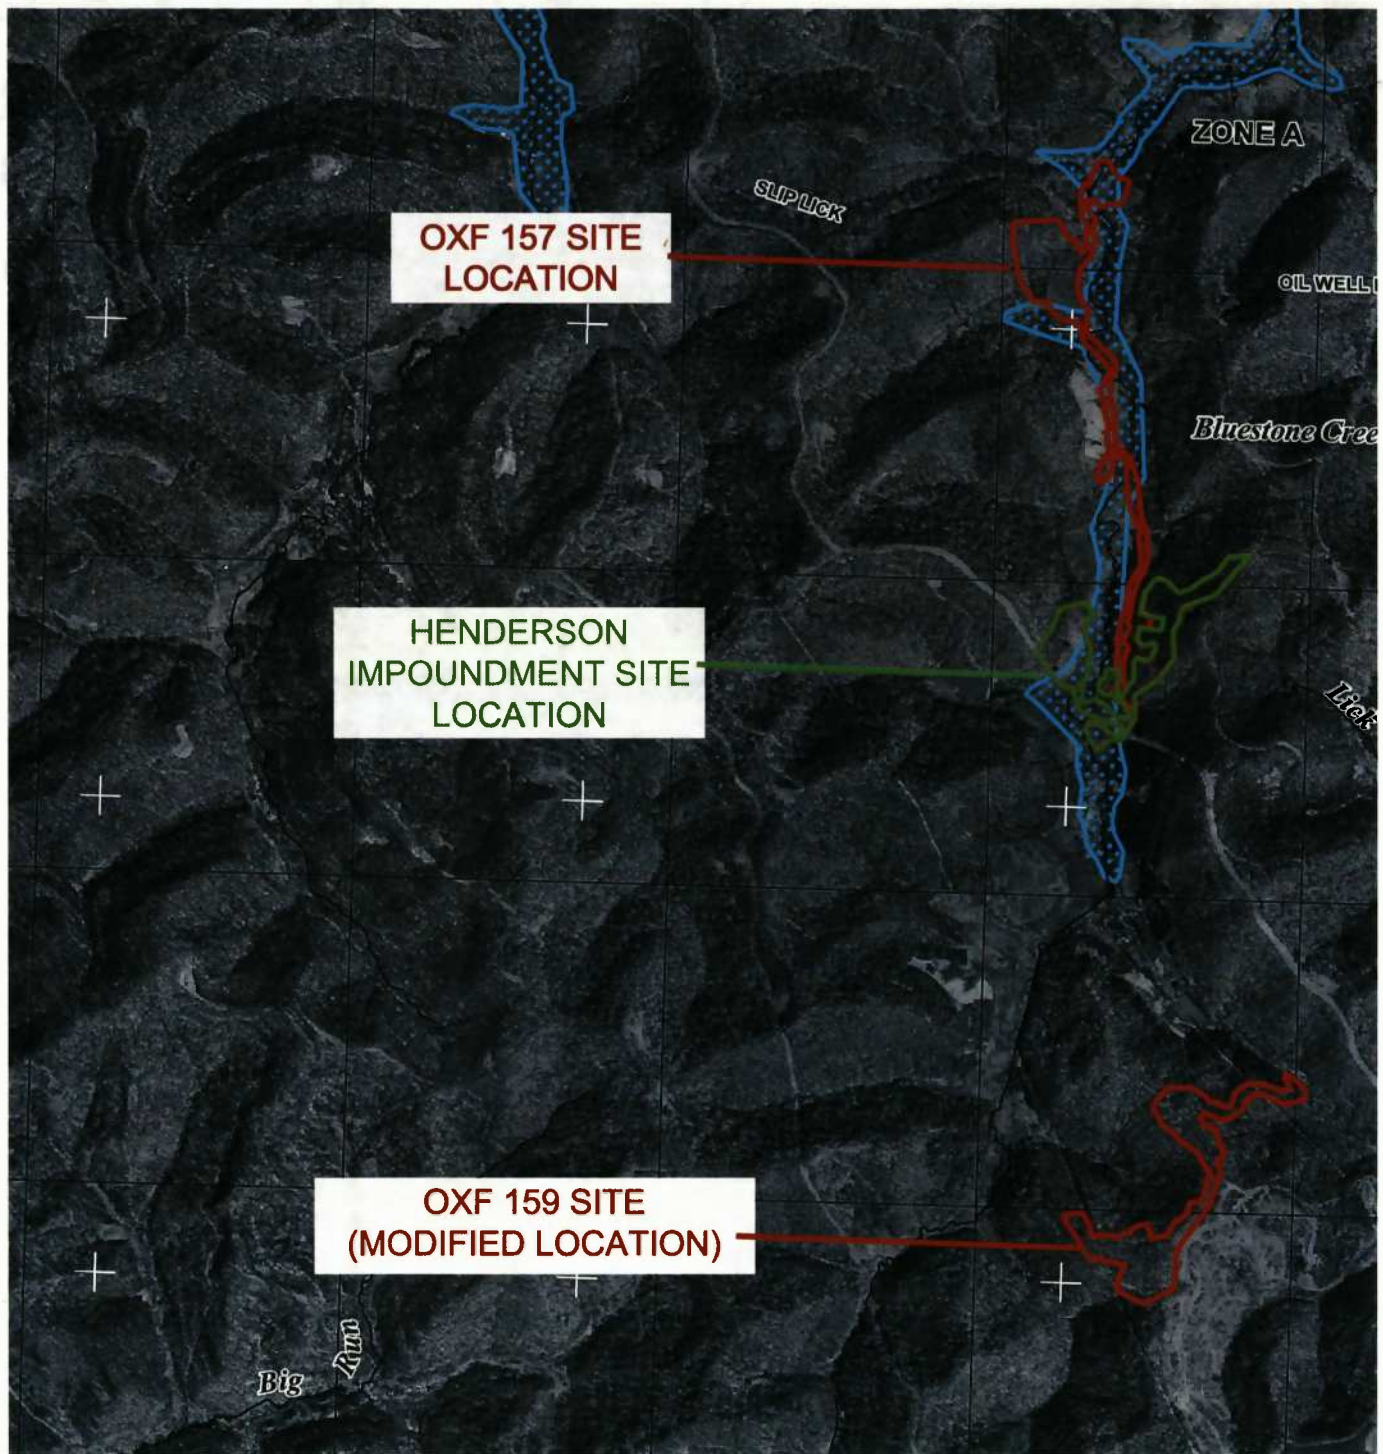 ZONE A
SLIP LICK
OXF 157 SITE
LOCATION
OIL WELL
Bluestone Cree
HENDERSON
IMPOUNDMENT SITE
LOCATION
Lick
OXF 159 SITE
(MODIFIED LOCATION)
Run
Big